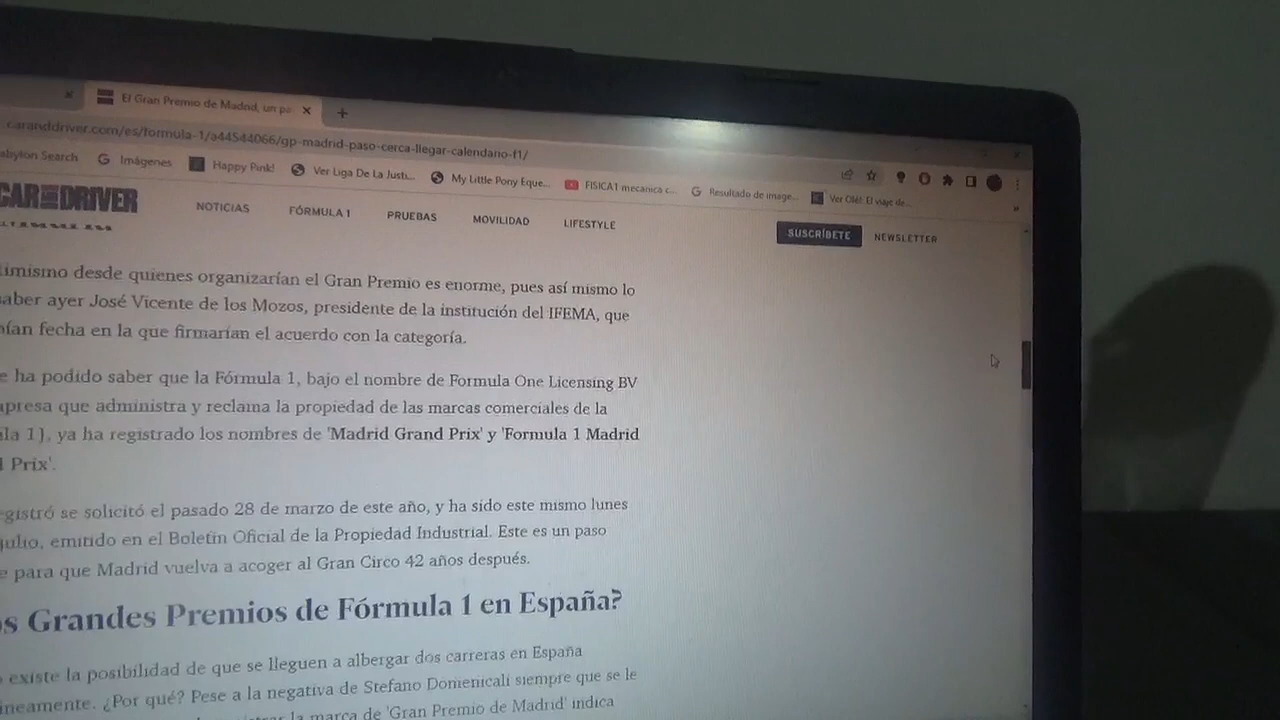 El Gran Premio de Madrid, un pa
caranddriver.com/es/formula-1/a44544066/gp-madrid-paso-cerca-llegar-calendario-f1/
abylon Search Imágenes Happy Pink! Ver Liga De La Justi... My Little Pony Eque... FISICA1 mecanica c... Resultado de image... Ver Olé!: El viaje de...
CAR AND DRIVER
NOTICIAS FÓRMULA 1 PRUEBAS MOVILIDAD LIFESTYLE SUSCRÍBETE NEWSLETTER
timismo desde quienes organizarían el Gran Premio es enorme, pues así mismo lo
saber ayer José Vicente de los Mozos, presidente de la institución del IFEMA, que
nían fecha en la que firmarían el acuerdo con la categoría.
e ha podido saber que la Fórmula 1, bajo el nombre de Formula One Licensing BV
mpresa que administra y reclama la propiedad de las marcas comerciales de la
ula 1), ya ha registrado los nombres de 'Madrid Grand Prix' y 'Formula 1 Madrid
d Prix'.
egistró se solicitó el pasado 28 de marzo de este año, y ha sido este mismo lunes
julio, emitido en el Boletín Oficial de la Propiedad Industrial. Este es un paso
e para que Madrid vuelva a acoger al Gran Circo 42 años después.
os Grandes Premios de Fórmula 1 en España?
o existe la posibilidad de que se lleguen a albergar dos carreras en España
áneamente. ¿Por qué? Pese a la negativa de Stefano Domenicali siempre que se le
la marca de 'Gran Premio de Madrid' indica